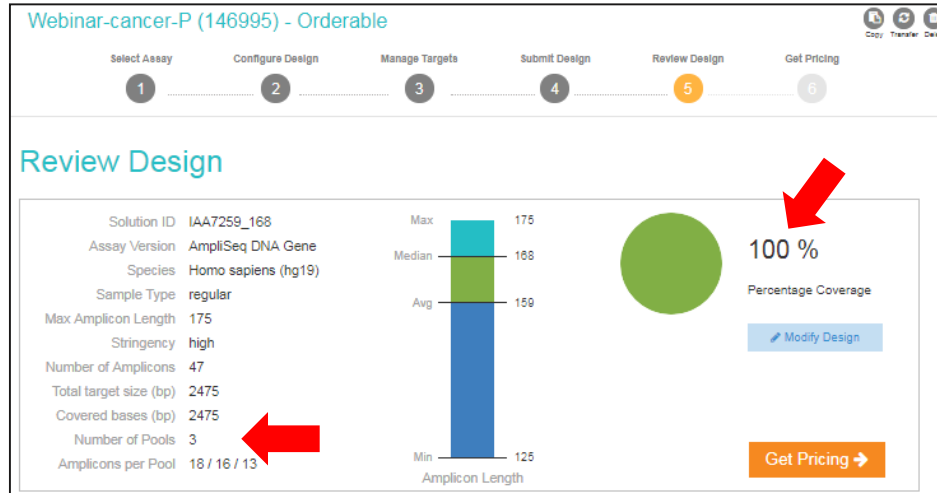 Webinar-cancer-P (146995) - Orderable
Copy Transfer
Select Assay Configure Design Manage Targets Submit Design Review Design Get Pricing
1 2 3 4 5 6
Review Design
Solution ID IAA7259_168
Assay Version AmpliSeq DNA Gene
Species Homo sapiens (hg19)
Sample Type regular
Max Amplicon Length 175
Stringency high
Number of Amplicons 47
Total target size (bp) 2475
Covered bases (bp) 2475
Number of Pools 3
Amplicons per Pool 18 / 16 / 13
Max 175
Median 168
Avg 159
Min 125
Amplicon Length
100 %
Percentage Coverage
Modify Design
Get Pricing